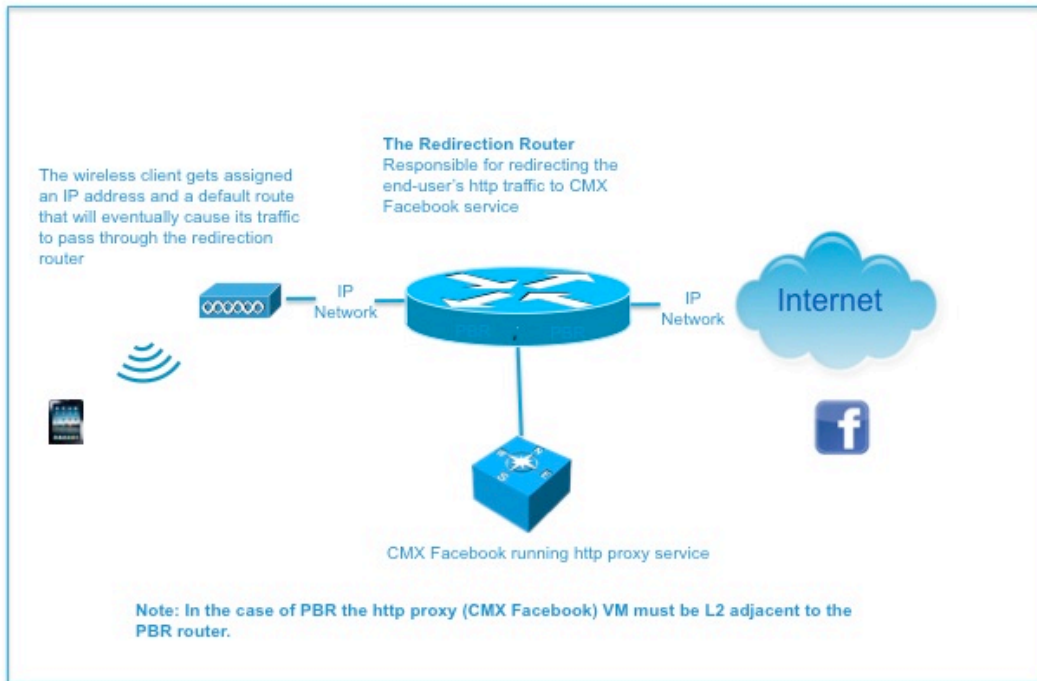 The Redirection Router
Responsible for redirecting the
end-user's http traffic to CMX
Facebook service
The wireless client gets assigned
an IP address and a default route
that will eventually cause its traffic
to pass through the redirection
router
IP
Network
PBR : PBR
IP
Network
Internet
f
N
E
S
CMX Facebook running http proxy service
Note: In the case of PBR the http proxy (CMX Facebook) VM must be L2 adjacent to the
PBR router.